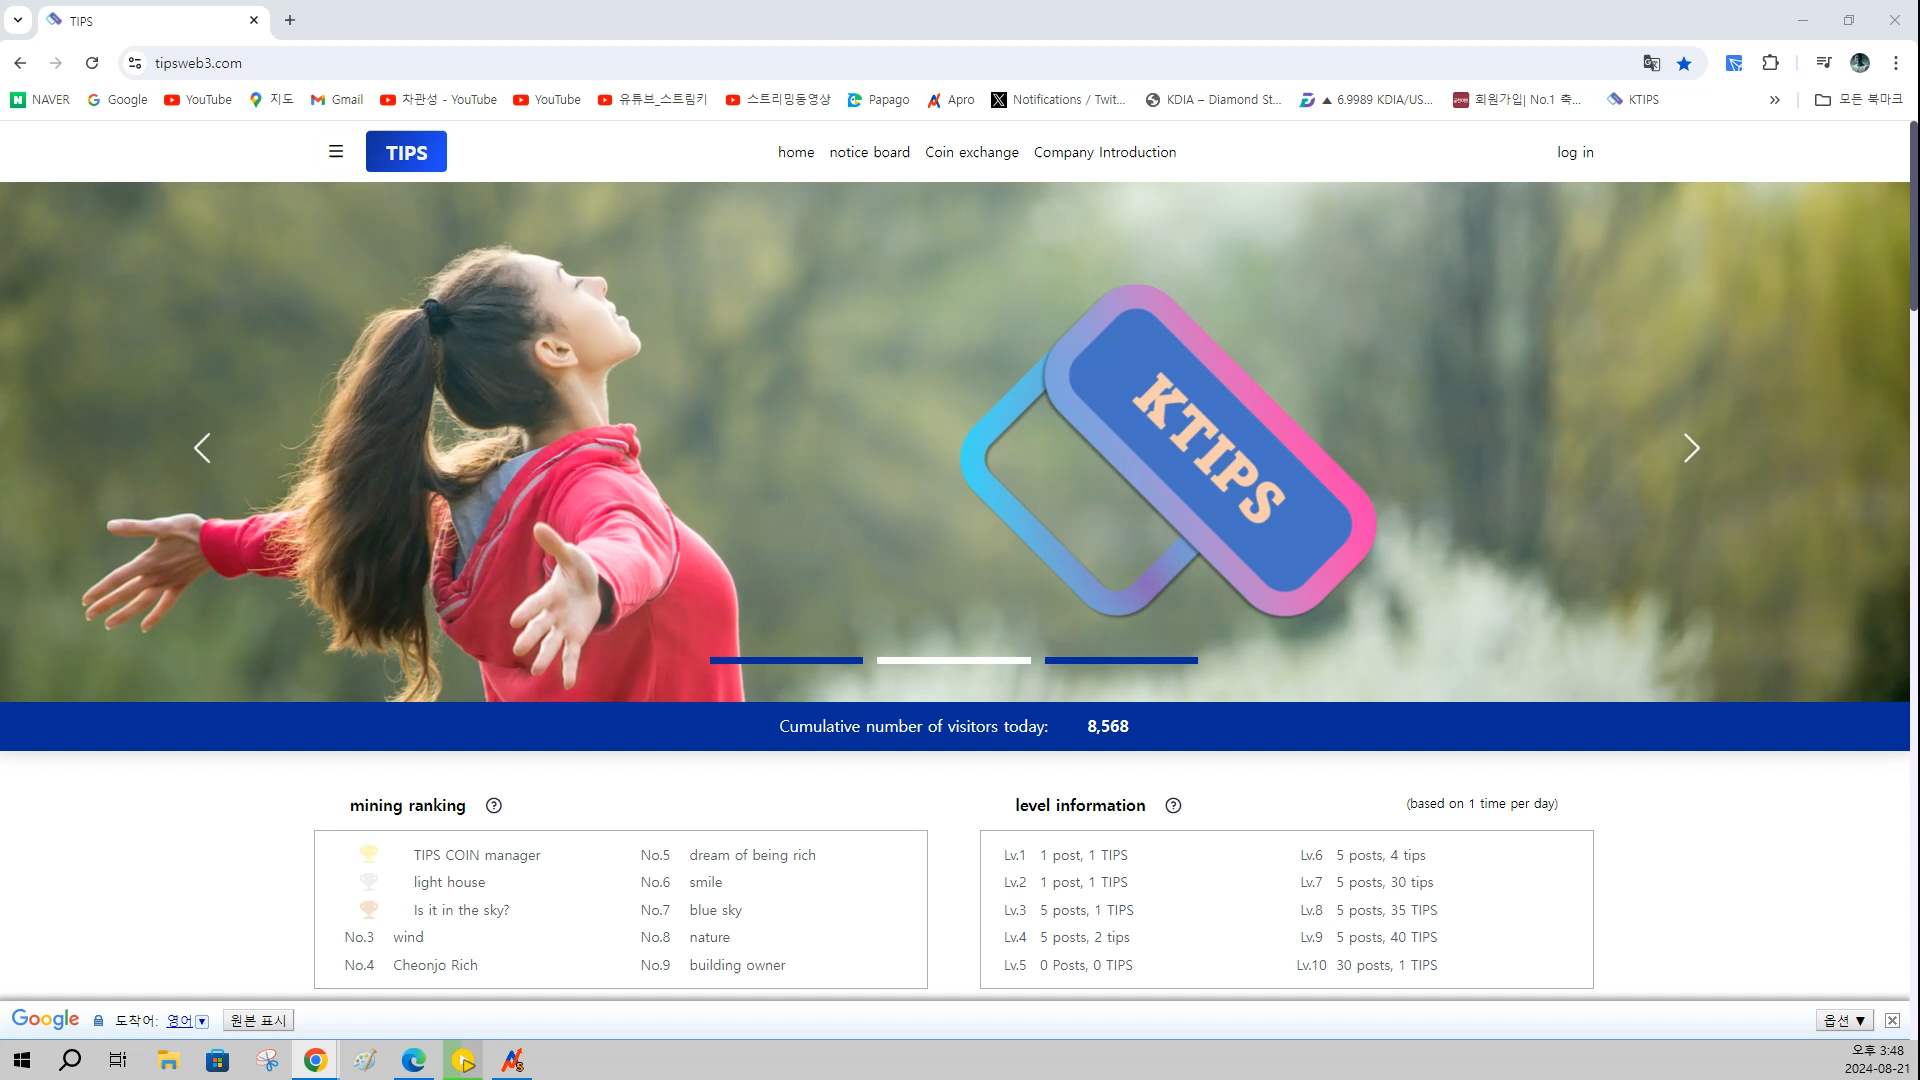 TIPS
tipsweb3.com
NAVER Google YouTube 지도 Gmail 차관성 - YouTube YouTube 유튜브_스트림키 스트리밍동영상 Papago Apro Notifications / Twit... KDIA – Diamond St... ▲ 6.9989 KDIA/US... 회원가입| No.1 축... KTIPS » 모든 북마크
TIPS home notice board Coin exchange Company Introduction log in
KTIPS
Cumulative number of visitors today: 8,568
mining ranking ?
TIPS COIN manager No.5 dream of being rich
light house No.6 smile
Is it in the sky? No.7 blue sky
No.3 wind No.8 nature
No.4 Cheonjo Rich No.9 building owner
level information ? (based on 1 time per day)
Lv.1 1 post, 1 TIPS Lv.6 5 posts, 4 tips
Lv.2 1 post, 1 TIPS Lv.7 5 posts, 30 tips
Lv.3 5 posts, 1 TIPS Lv.8 5 posts, 35 TIPS
Lv.4 5 posts, 2 tips Lv.9 5 posts, 40 TIPS
Lv.5 0 Posts, 0 TIPS Lv.10 30 posts, 1 TIPS
Google 도착어: 영어▼ 원본 표시 옵션 ▼
오후 3:48
2024-08-21